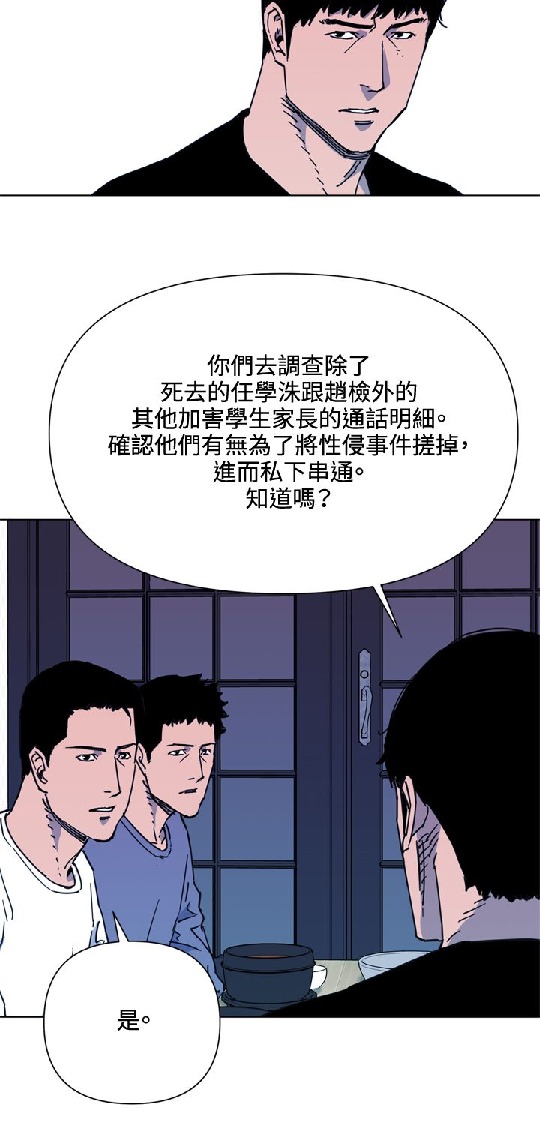 你們去調查除了
死去的任學洙跟趙檢外的
其他加害學生家長的通話明細。
確認他們有無為了將性侵事件搓掉，
進而私下串通。
知道嗎？
是。